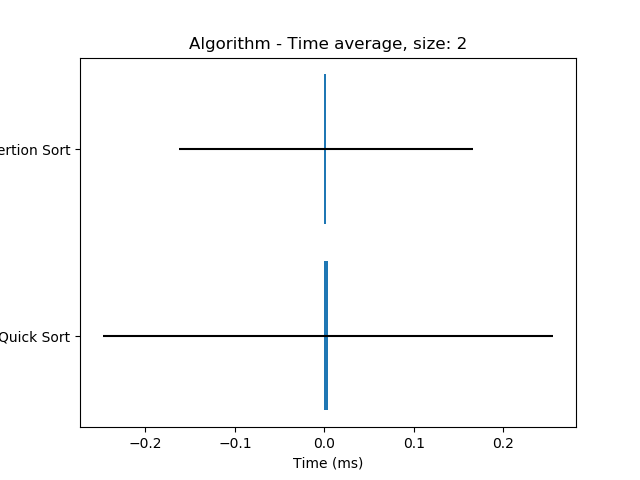 Algorithm - Time average, size: 2
ertion Sort
Quick Sort
−0.2 −0.1 0.0 0.1 0.2
Time (ms)